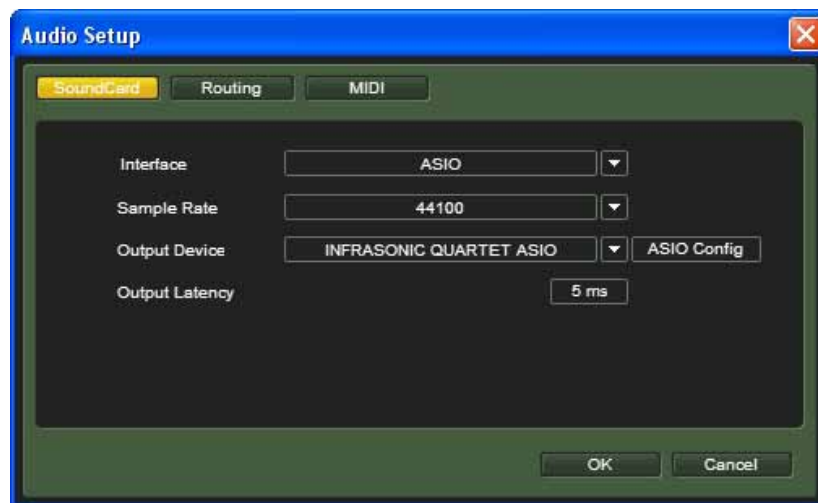 Audio Setup
SoundCard Routing MIDI
Interface ASIO
Sample Rate 44100
Output Device INFRASONIC QUARTET ASIO ASIO Config
Output Latency 5 ms
OK Cancel